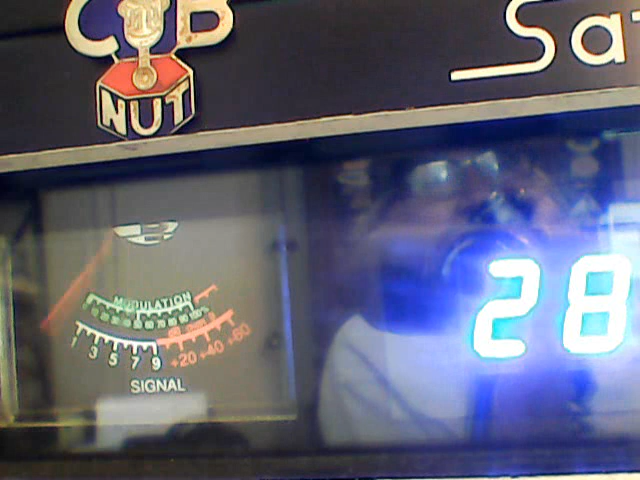 CB
NUT
Sa
MODULATION
1 3 5 7 9 +20 +40 +60
SIGNAL
28